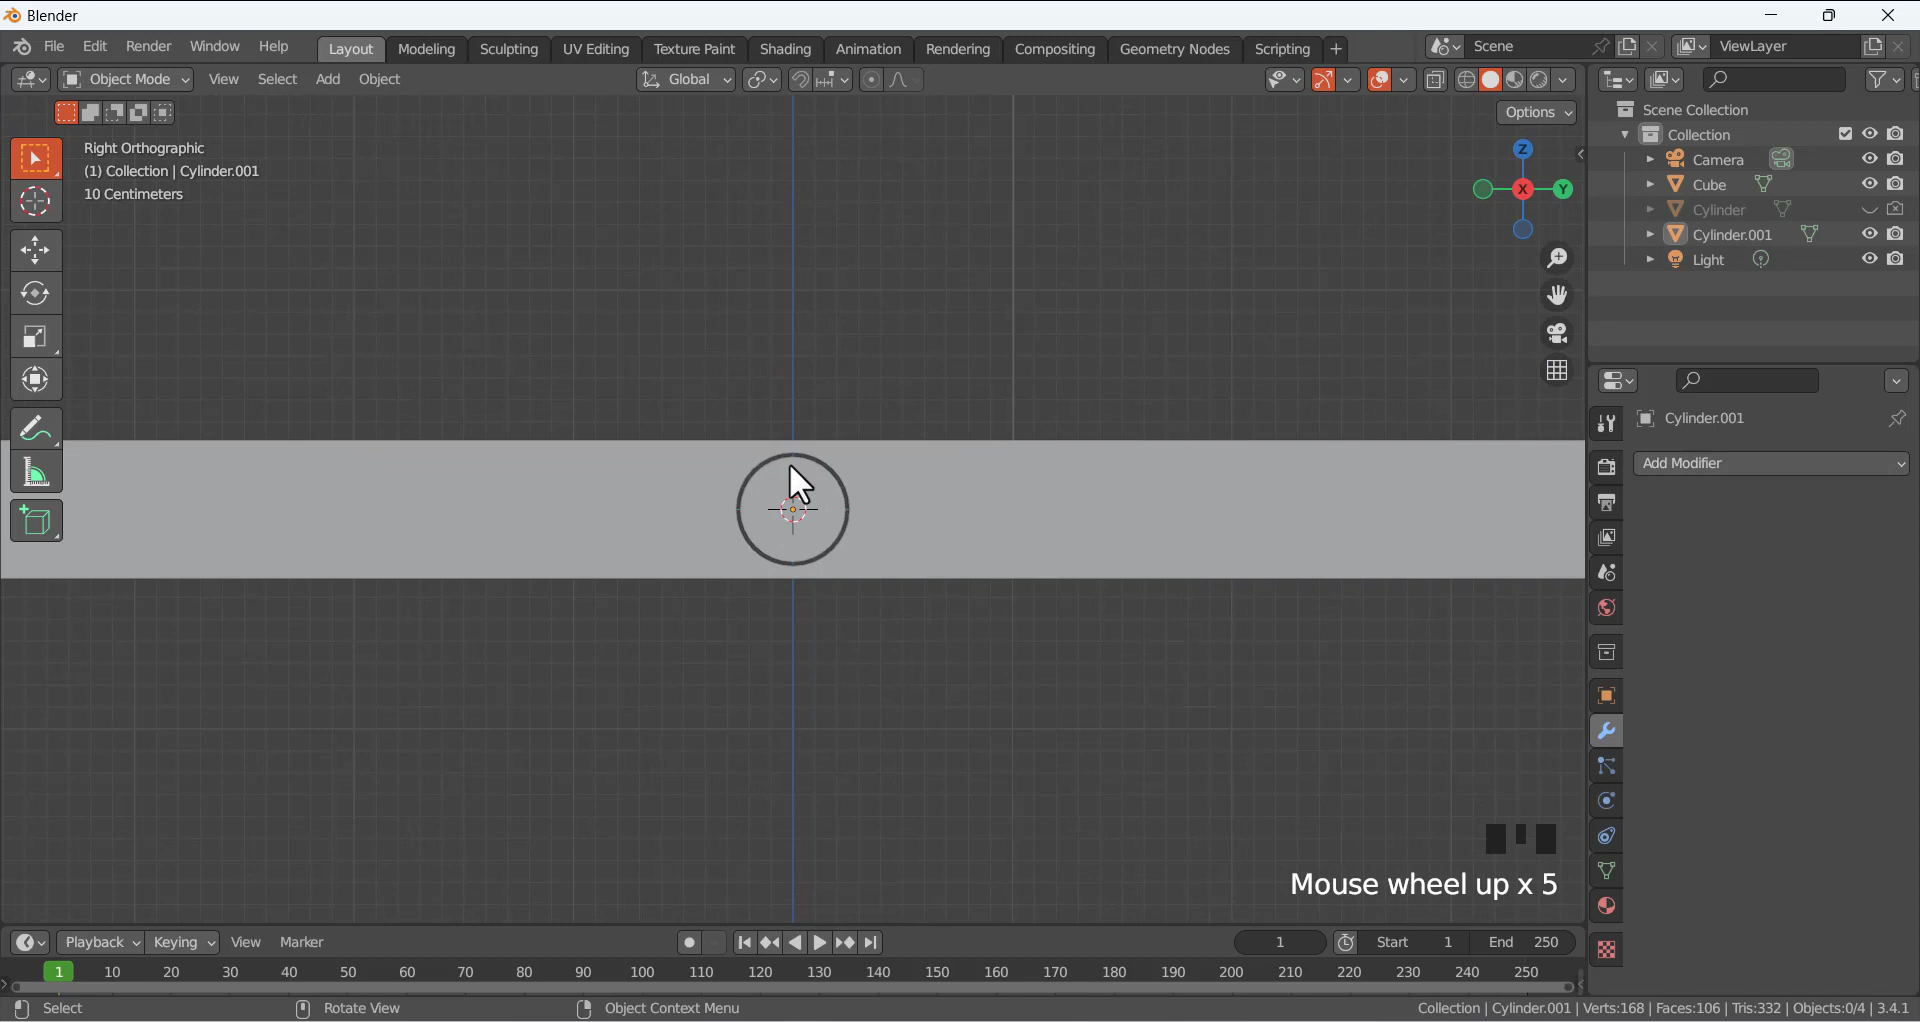 Blender
File Edit Render Window Help Layout Modeling Sculpting UV Editing Texture Paint Shading Animation Rendering Compositing Geometry Nodes Scripting + Scene ViewLayer
Object Mode View Select Add Object Global
Options
Right Orthographic
(1) Collection | Cylinder.001
10 Centimeters
Z
X
Y
Scene Collection
Collection
Camera
Cube
Cylinder
Cylinder.001
Light
Cylinder.001
Add Modifier
Mouse wheel up x 5
Playback Keying View Marker 1 Start 1 End 250
1 10 20 30 40 50 60 70 80 90 100 110 120 130 140 150 160 170 180 190 200 210 220 230 240 250
Select Rotate View Object Context Menu Collection | Cylinder.001 | Verts:168 | Faces:106 | Tris:332 | Objects:0/4 | 3.4.1